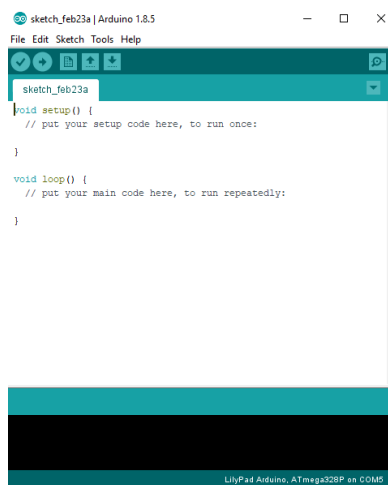 sketch_feb23a | Arduino 1.8.5
File Edit Sketch Tools Help
sketch_feb23a
void setup() {
  // put your setup code here, to run once:
}
void loop() {
  // put your main code here, to run repeatedly:
}
LilyPad Arduino, ATmega328P on COM5